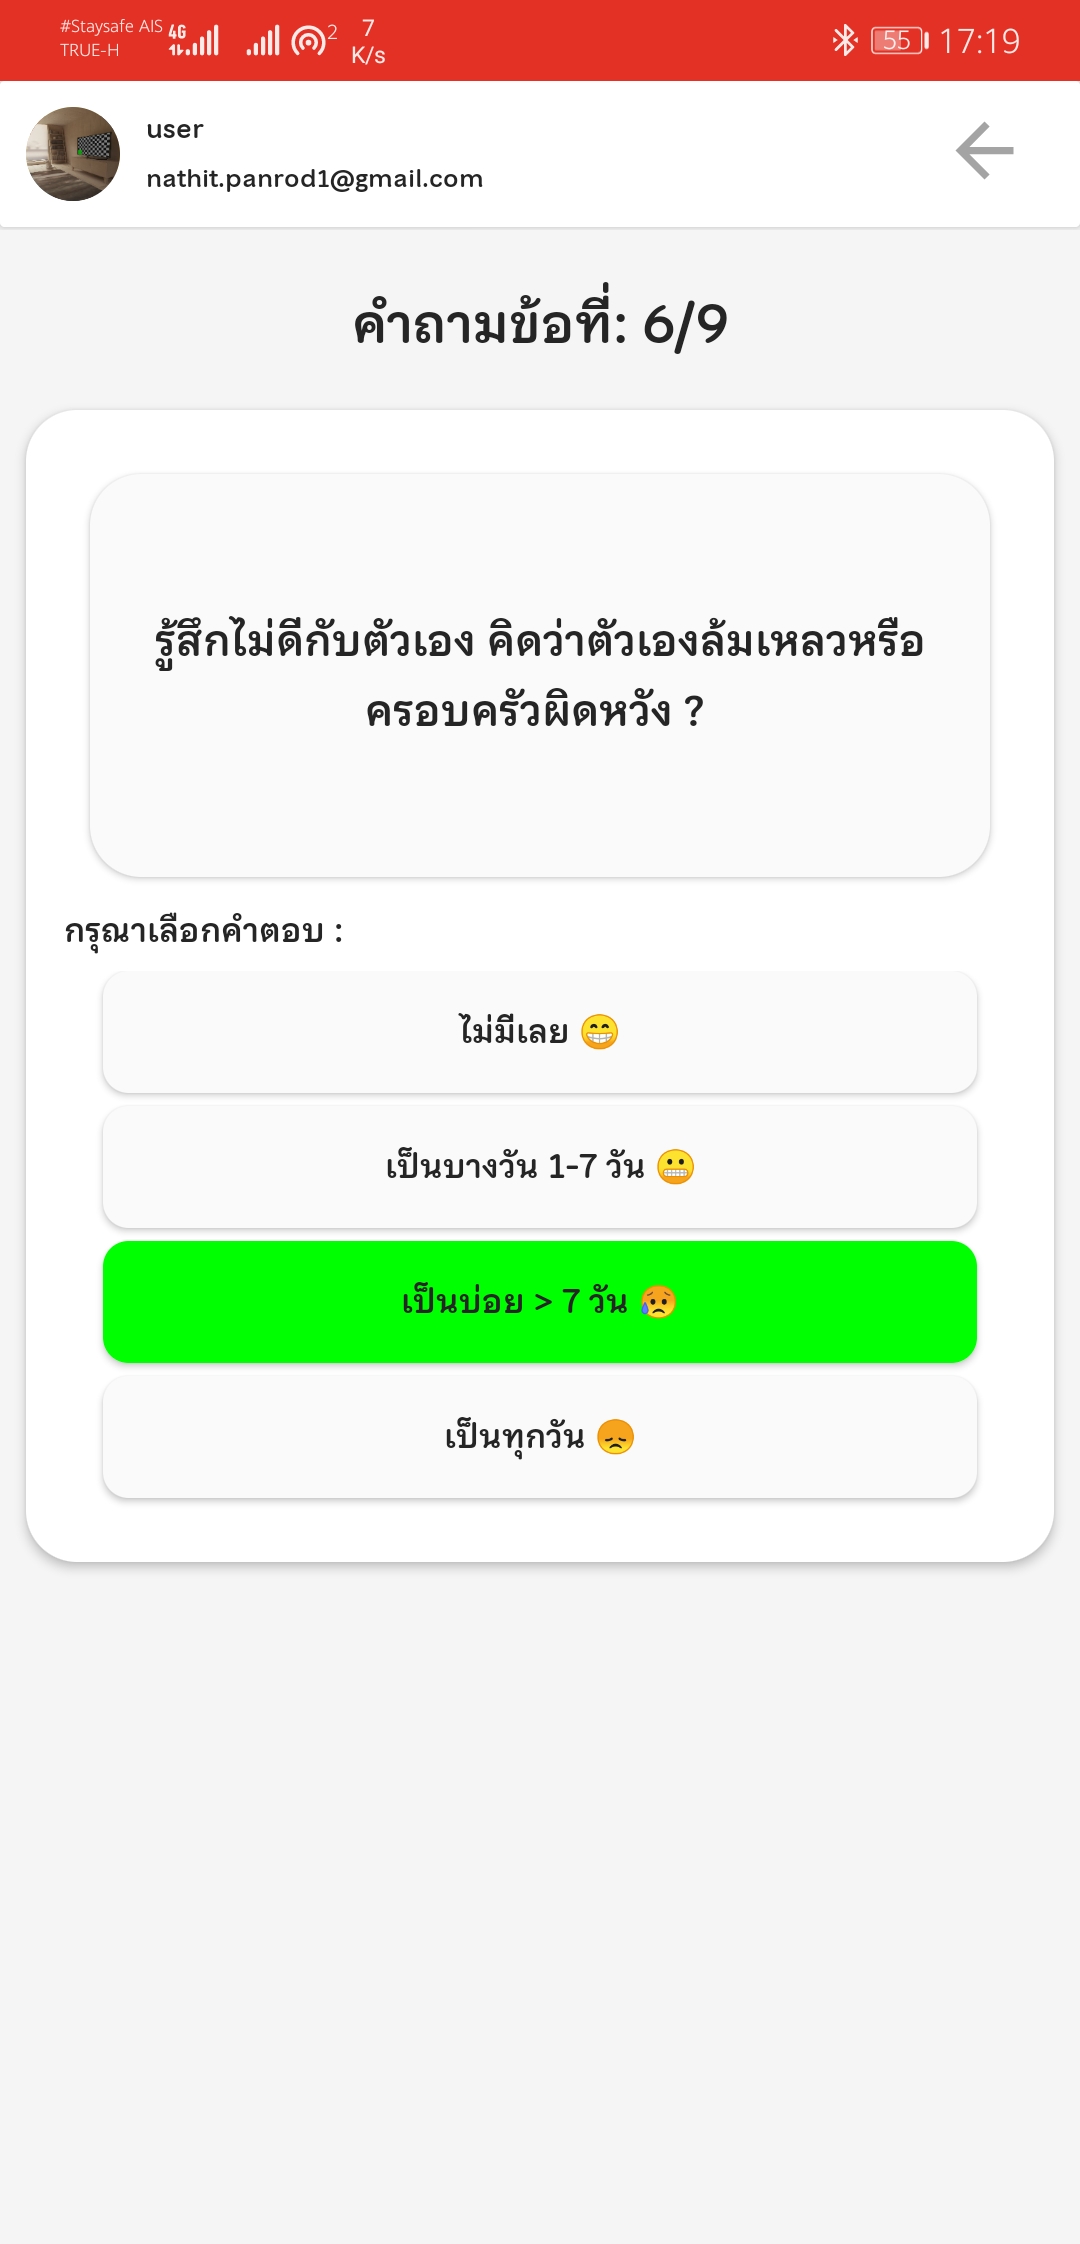 #Staysafe AIS
TRUE-H
4G
2
7
K/s
55
17:19
user
nathit.panrod1@gmail.com
คำถามข้อที่: 6/9
รู้สึกไม่ดีกับตัวเอง คิดว่าตัวเองล้มเหลวหรือ
ครอบครัวผิดหวัง ?
กรุณาเลือกคำตอบ :
ไม่มีเลย 😁
เป็นบางวัน 1-7 วัน 😬
เป็นบ่อย > 7 วัน 😥
เป็นทุกวัน 😞